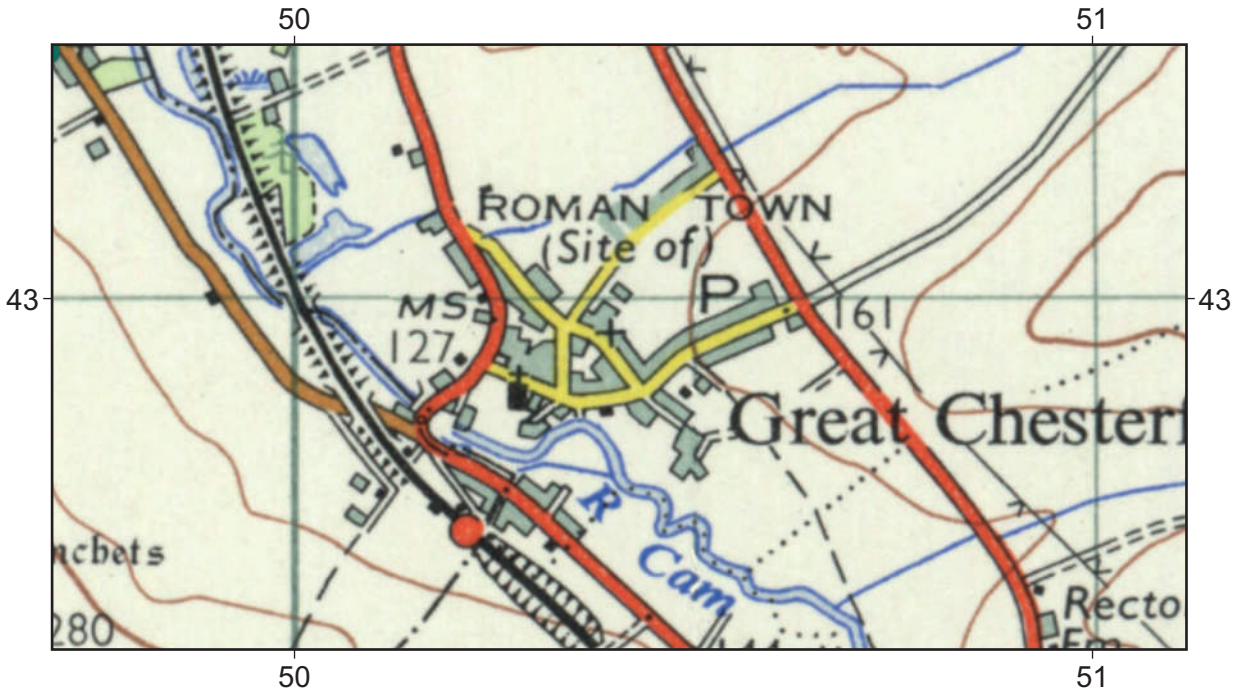 50 51
ROMAN TOWN
(Site of)
43 MS P 161 43
127
Great Chesterf
R
ncbets Cam
280 Recto
50 51